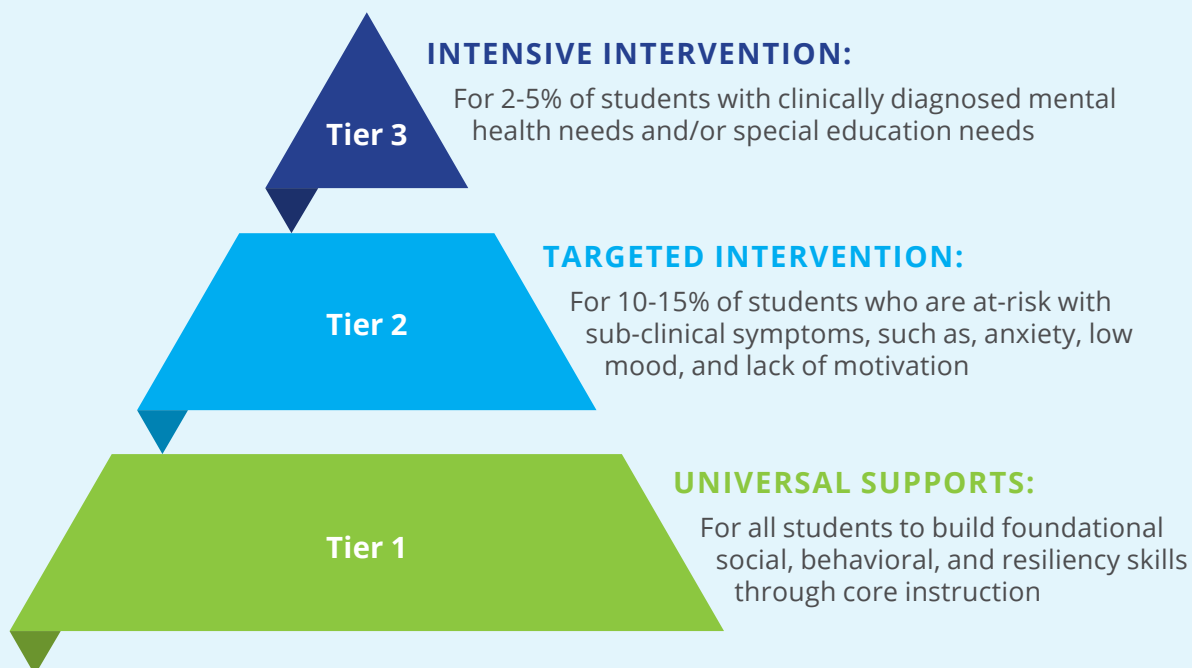 INTENSIVE INTERVENTION:
For 2-5% of students with clinically diagnosed mental
health needs and/or special education needs
Tier 3
TARGETED INTERVENTION:
For 10-15% of students who are at-risk with
sub-clinical symptoms, such as, anxiety, low
mood, and lack of motivation
Tier 2
UNIVERSAL SUPPORTS:
For all students to build foundational
social, behavioral, and resiliency skills
through core instruction
Tier 1